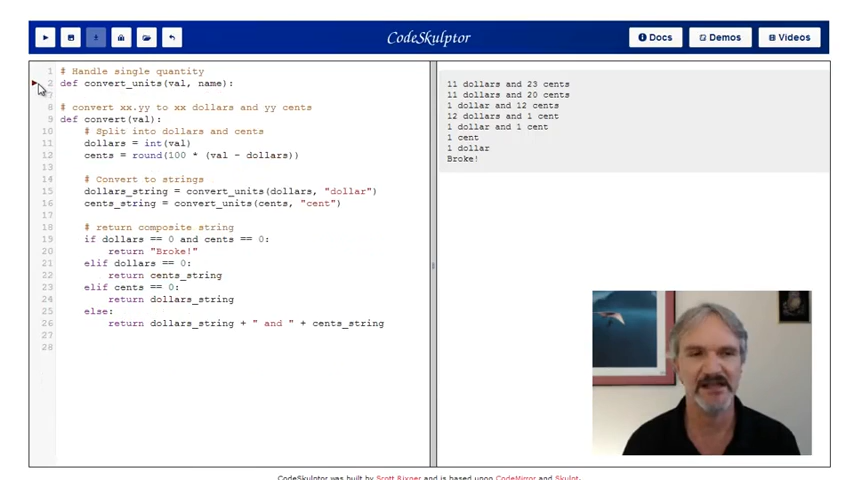 CodeSkulptor
Docs
Demos
Videos
1 # Handle single quantity
2 def convert_units(val, name):
7
8 # convert xx.yy to xx dollars and yy cents
9 def convert(val):
10 # Split into dollars and cents
11 dollars = int(val)
12 cents = round(100 * (val - dollars))
13
14 # Convert to strings
15 dollars_string = convert_units(dollars, "dollar")
16 cents_string = convert_units(cents, "cent")
17
18 # return composite string
19 if dollars == 0 and cents == 0:
20 return "Broke!"
21 elif dollars == 0:
22 return cents_string
23 elif cents == 0:
24 return dollars_string
25 else:
26 return dollars_string + " and " + cents_string
27
28
11 dollars and 23 cents
11 dollars and 20 cents
1 dollar and 12 cents
12 dollars and 1 cent
1 dollar and 1 cent
1 cent
1 dollar
Broke!
CodeSkulptor was built by Scott Rixner and is based upon CodeMirror and Skulpt.